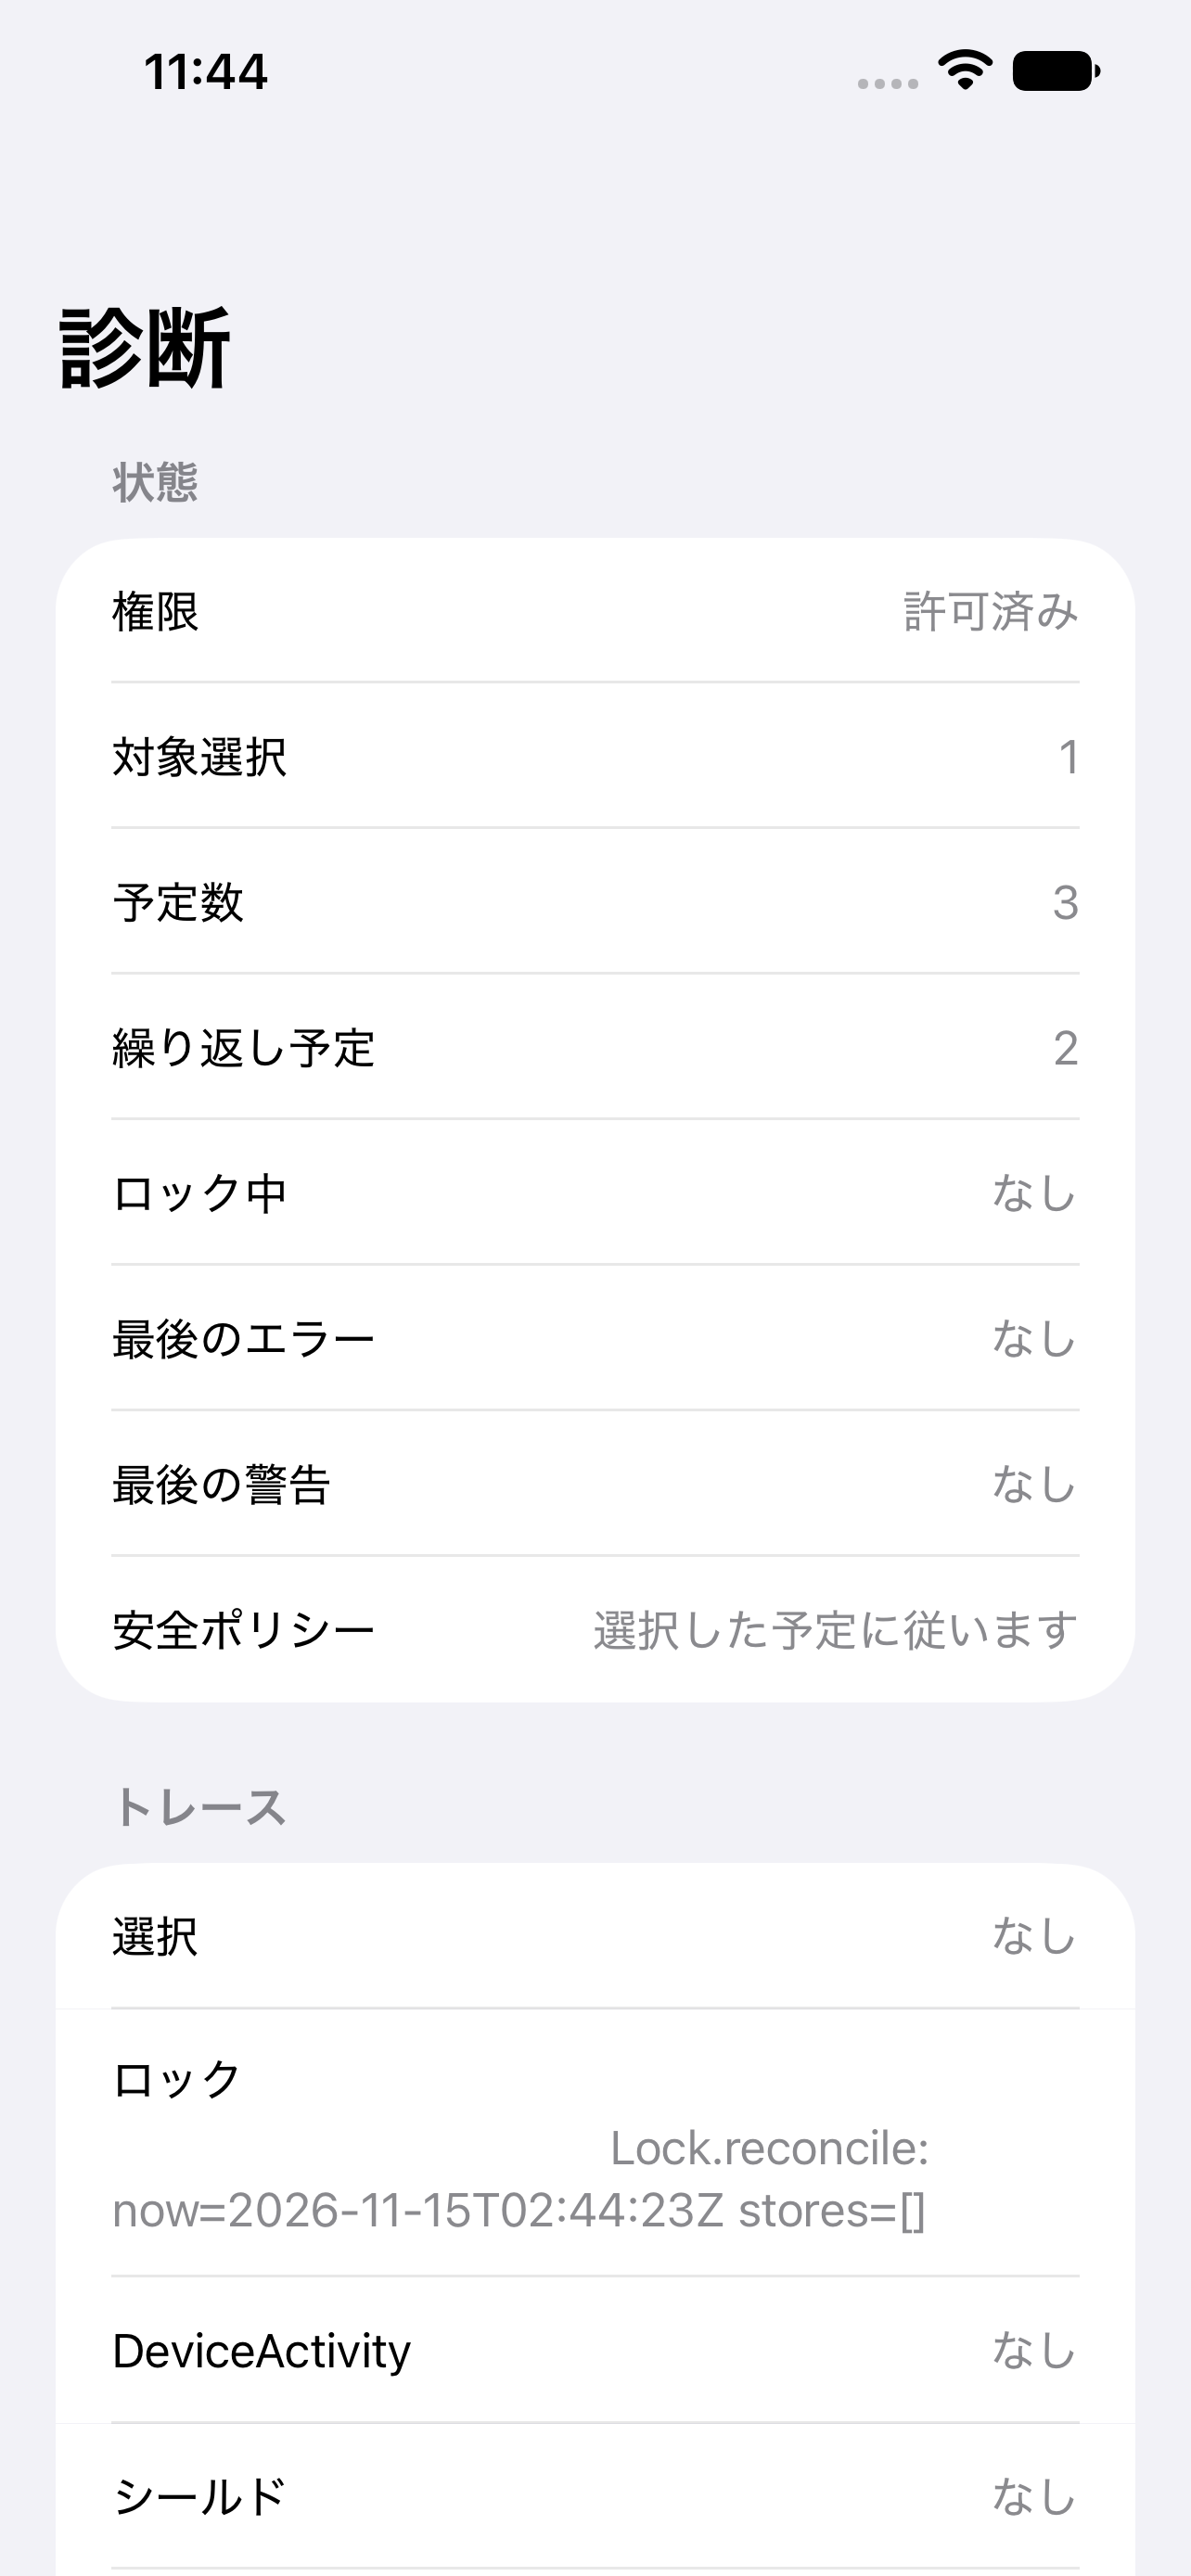 11:44
診断
状態
権限 許可済み
対象選択 1
予定数 3
繰り返し予定 2
ロック中 なし
最後のエラー なし
最後の警告 なし
安全ポリシー 選択した予定に従います
トレース
選択 なし
ロック
Lock.reconcile:
now=2026-11-15T02:44:23Z stores=[]
DeviceActivity なし
シールド なし